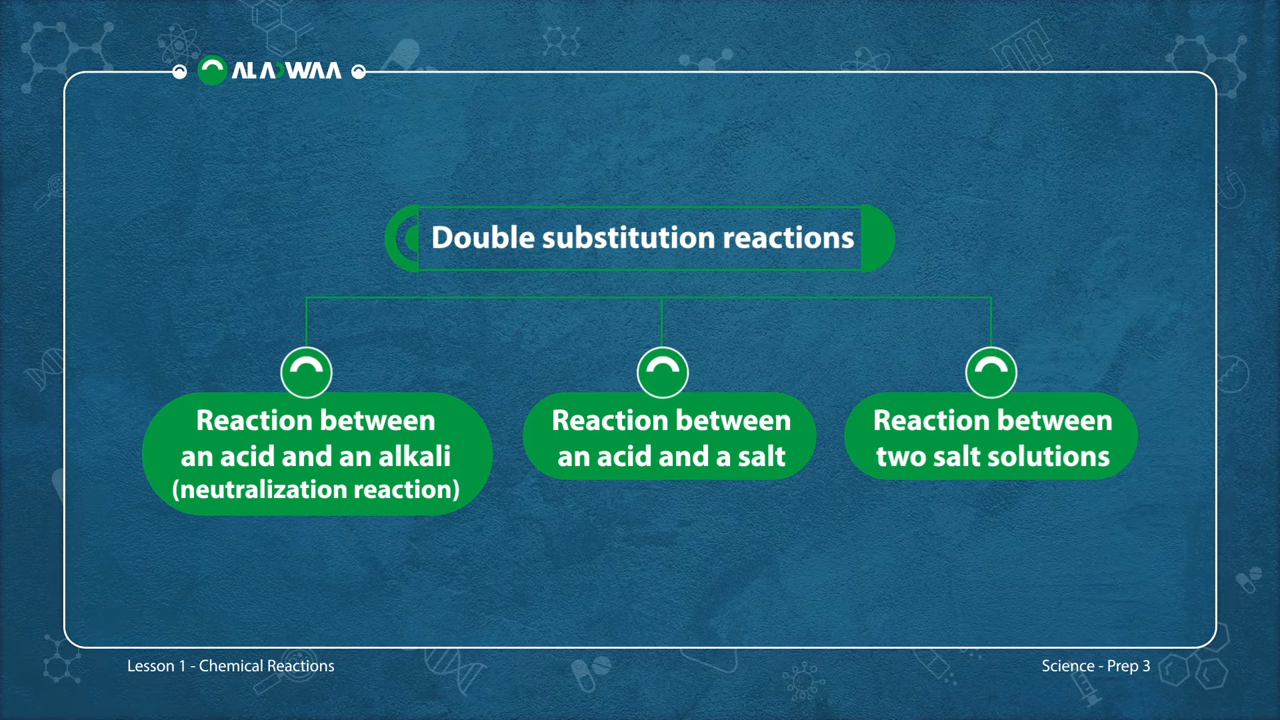 ALADWAA
Double substitution reactions
Reaction between
an acid and an alkali
(neutralization reaction)
Reaction between
an acid and a salt
Reaction between
two salt solutions
Lesson 1 - Chemical Reactions
Science - Prep 3